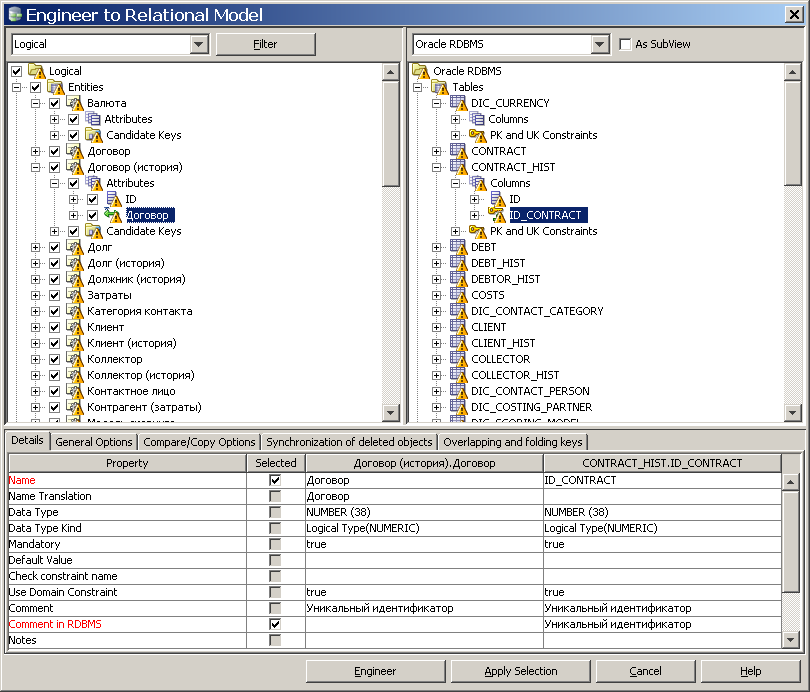 Engineer to Relational Model
Logical
Filter
Oracle RDBMS
As SubView
Logical
Entities
Валюта
Attributes
Candidate Keys
Договор
Договор (история)
Attributes
ID
Договор
Candidate Keys
Долг
Долг (история)
Должник (история)
Затраты
Категория контакта
Клиент
Клиент (история)
Коллектор
Коллектор (история)
Контактное лицо
Контрагент (затраты)
Oracle RDBMS
Tables
DIC_CURRENCY
Columns
PK and UK Constraints
CONTRACT
CONTRACT_HIST
Columns
ID
ID_CONTRACT
PK and UK Constraints
DEBT
DEBT_HIST
DEBTOR_HIST
COSTS
DIC_CONTACT_CATEGORY
CLIENT
CLIENT_HIST
COLLECTOR
COLLECTOR_HIST
DIC_CONTACT_PERSON
DIC_COSTING_PARTNER
DIC_SCORING_MODEL
Details General Options Compare/Copy Options Synchronization of deleted objects Overlapping and folding keys
Property Selected Договор (история).Договор CONTRACT_HIST.ID_CONTRACT
Name Договор ID_CONTRACT
Name Translation Договор
Data Type NUMBER (38) NUMBER (38)
Data Type Kind Logical Type(NUMERIC) Logical Type(NUMERIC)
Mandatory true true
Default Value
Check constraint name
Use Domain Constraint true true
Comment Уникальный идентификатор Уникальный идентификатор
Comment in RDBMS Уникальный идентификатор
Notes
Engineer Apply Selection Cancel Help